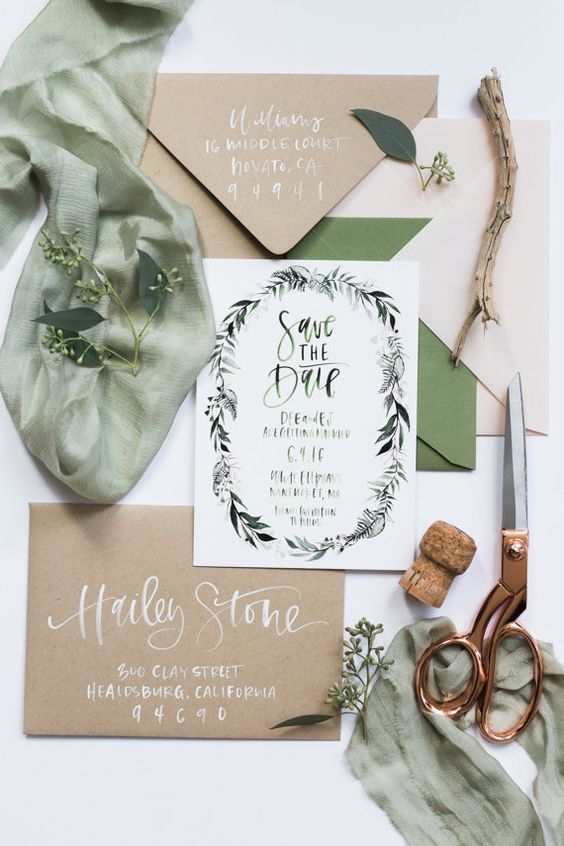 Williams
16 MIDDLE COURT
NOVATO, CA
94941
Save
THE
Date
DEE and EJ
ARE GETTING MARRIED
6.4.16
WHITE ELEPHANT
NANTUCKET, MA
FORMAL INVITATION
TO FOLLOW
Hailey Stone
300 CLAY STREET
HEALDSBURG, CALIFORNIA
94690